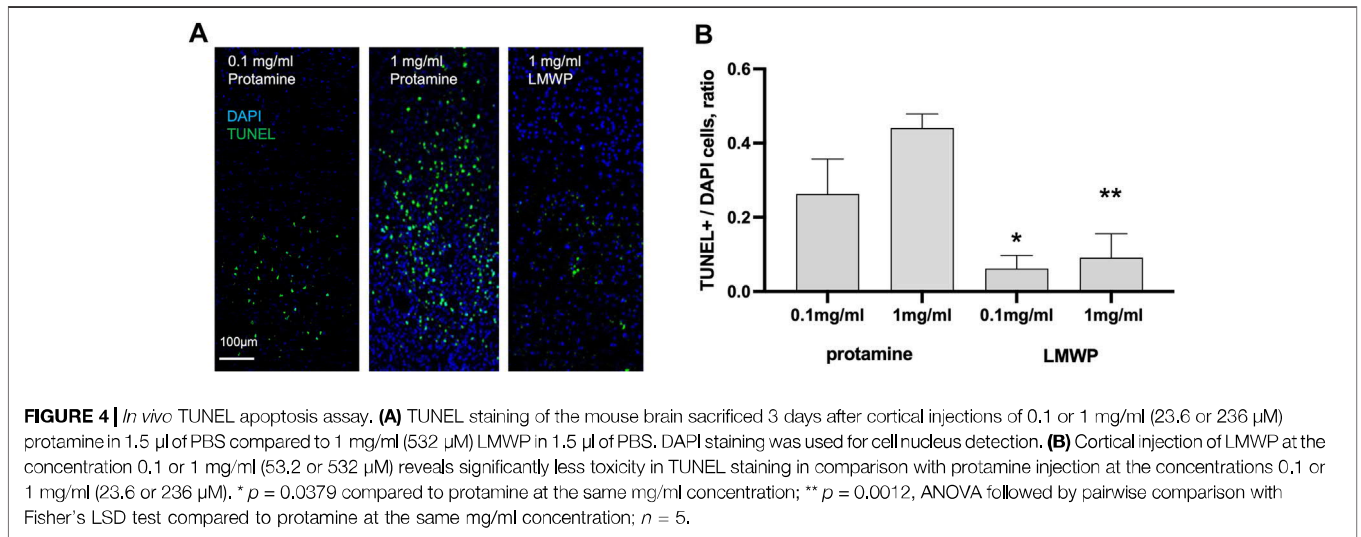 A
0.1 mg/ml
Protamine
DAPI
TUNEL
100µm
1 mg/ml
Protamine
1 mg/ml
LMWP
B
TUNEL+ / DAPI cells, ratio
0.6
0.4
0.2
0.0
*
**
0.1mg/ml 1mg/ml 0.1mg/ml 1mg/ml
protamine LMWP
FIGURE 4 | In vivo TUNEL apoptosis assay. (A) TUNEL staining of the mouse brain sacrificed 3 days after cortical injections of 0.1 or 1 mg/ml (23.6 or 236 µM)
protamine in 1.5 µl of PBS compared to 1 mg/ml (532 µM) LMWP in 1.5 µl of PBS. DAPI staining was used for cell nucleus detection. (B) Cortical injection of LMWP at the
concentration 0.1 or 1 mg/ml (53.2 or 532 µM) reveals significantly less toxicity in TUNEL staining in comparison with protamine injection at the concentrations 0.1 or
1 mg/ml (23.6 or 236 µM). * p = 0.0379 compared to protamine at the same mg/ml concentration; ** p = 0.0012, ANOVA followed by pairwise comparison with
Fisher's LSD test compared to protamine at the same mg/ml concentration; n = 5.